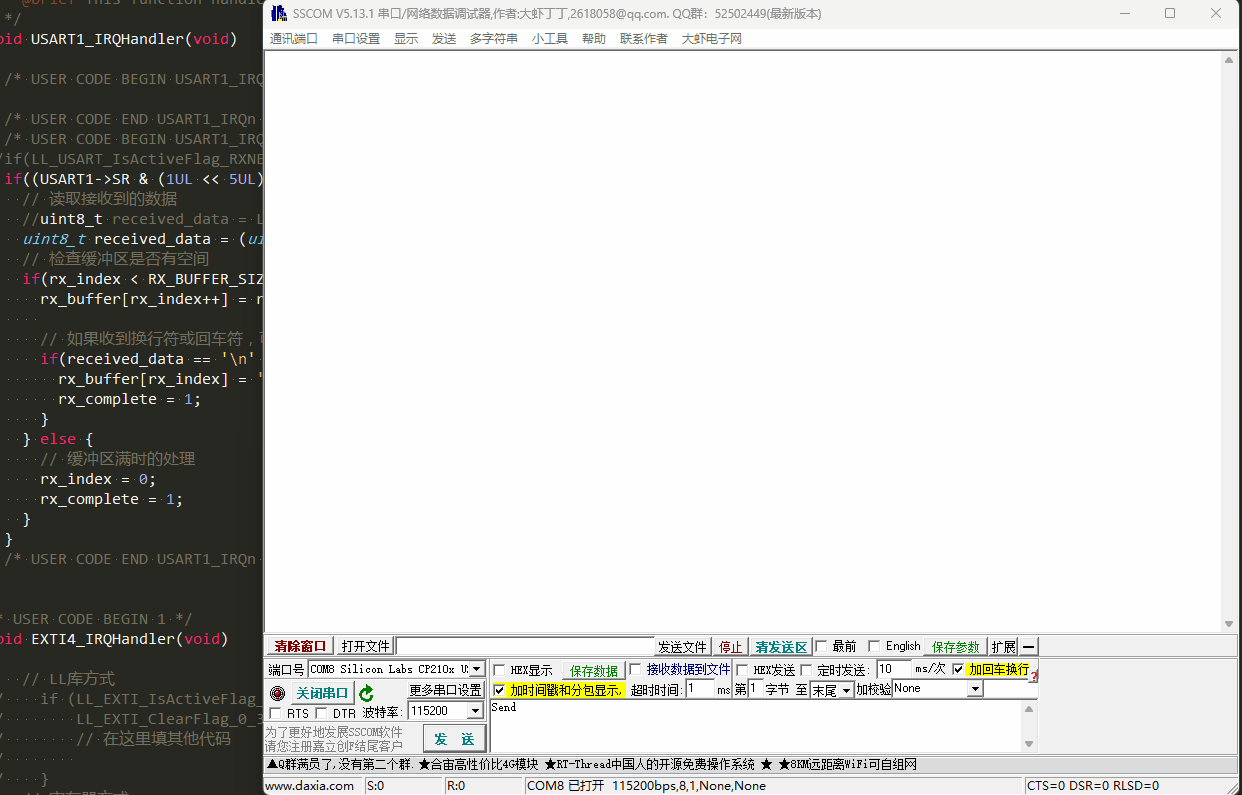 @brief This function handle
*/
oid USART1_IRQHandler(void)
/* USER CODE BEGIN USART1_IRQ
/* USER CODE END USART1_IRQn
/* USER CODE BEGIN USART1_IRQ
/if(LL_USART_IsActiveFlag_RXNE
if((USART1->SR & (1UL << 5UL)
// 读取接收到的数据
//uint8_t received_data = L
uint8_t received_data = (ui
// 检查缓冲区是否有空间
if(rx_index < RX_BUFFER_SIZ
rx_buffer[rx_index++] = r
// 如果收到换行符或回车符，可
if(received_data == '\n'
rx_buffer[rx_index] = '
rx_complete = 1;
}
} else {
// 缓冲区满时的处理
rx_index = 0;
rx_complete = 1;
}
}
/* USER CODE END USART1_IRQn
* USER CODE BEGIN 1 */
oid EXTI4_IRQHandler(void)
// LL库方式
/ if (LL_EXTI_IsActiveFlag_
/ LL_EXTI_ClearFlag_0_3
/ // 在这里填其他代码
/
/ }
SSCOM V5.13.1 串口/网络数据调试器,作者:大虾丁丁,2618058@qq.com. QQ群: 52502449(最新版本)
通讯端口 串口设置 显示 发送 多字符串 小工具 帮助 联系作者 大虾电子网
清除窗口 打开文件 发送文件 停止 清发送区 最前 English 保存参数 扩展 —
端口号 COM8 Silicon Labs CP210x U HEX显示 保存数据 接收数据到文件 HEX发送 定时发送: 10 ms/次 加回车换行
关闭串口 更多串口设置 加时间戳和分包显示, 超时时间: 1 ms 第1 字节 至 末尾 加校验 None
RTS DTR 波特率: 115200 Send
为了更好地发展SSCOM软件
请您注册嘉立创F结尾客户
发 送
▲Q群满员了,没有第二个群. ★合宙高性价比4G模块 ★RT-Thread中国人的开源免费操作系统 ★ ★8KM远距离WiFi可自组网
www.daxia.com S:0 R:0 COM8 已打开 115200bps,8,1,None,None CTS=0 DSR=0 RLSD=0